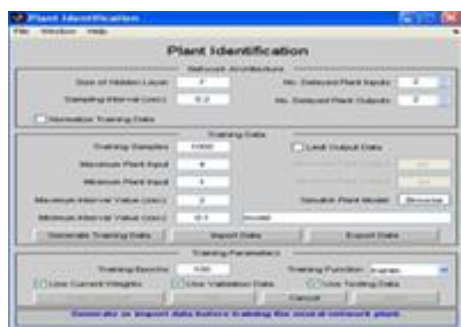 Plant Identification
File Window Help
Plant Identification
Network Architecture
Size of Hidden Layer 7 No. Delayed Plant Inputs 2
Sampling Interval (sec) 0.2 No. Delayed Plant Outputs 2
Normalize Training Data
Training Data
Training Samples 1000 Limit Output Data
Maximum Plant Input 4
Minimum Plant Input 1
Maximum Interval Value (sec) 2 Simulink Plant Model: Browse
Minimum Interval Value (sec) 0.1
Generate Training Data Import Data Export Data
Training Parameters
Training Epochs 100 Training Function
Use Current Weights Use Validation Data Use Testing Data
Cancel
Generate or import data before training the neural network plant.